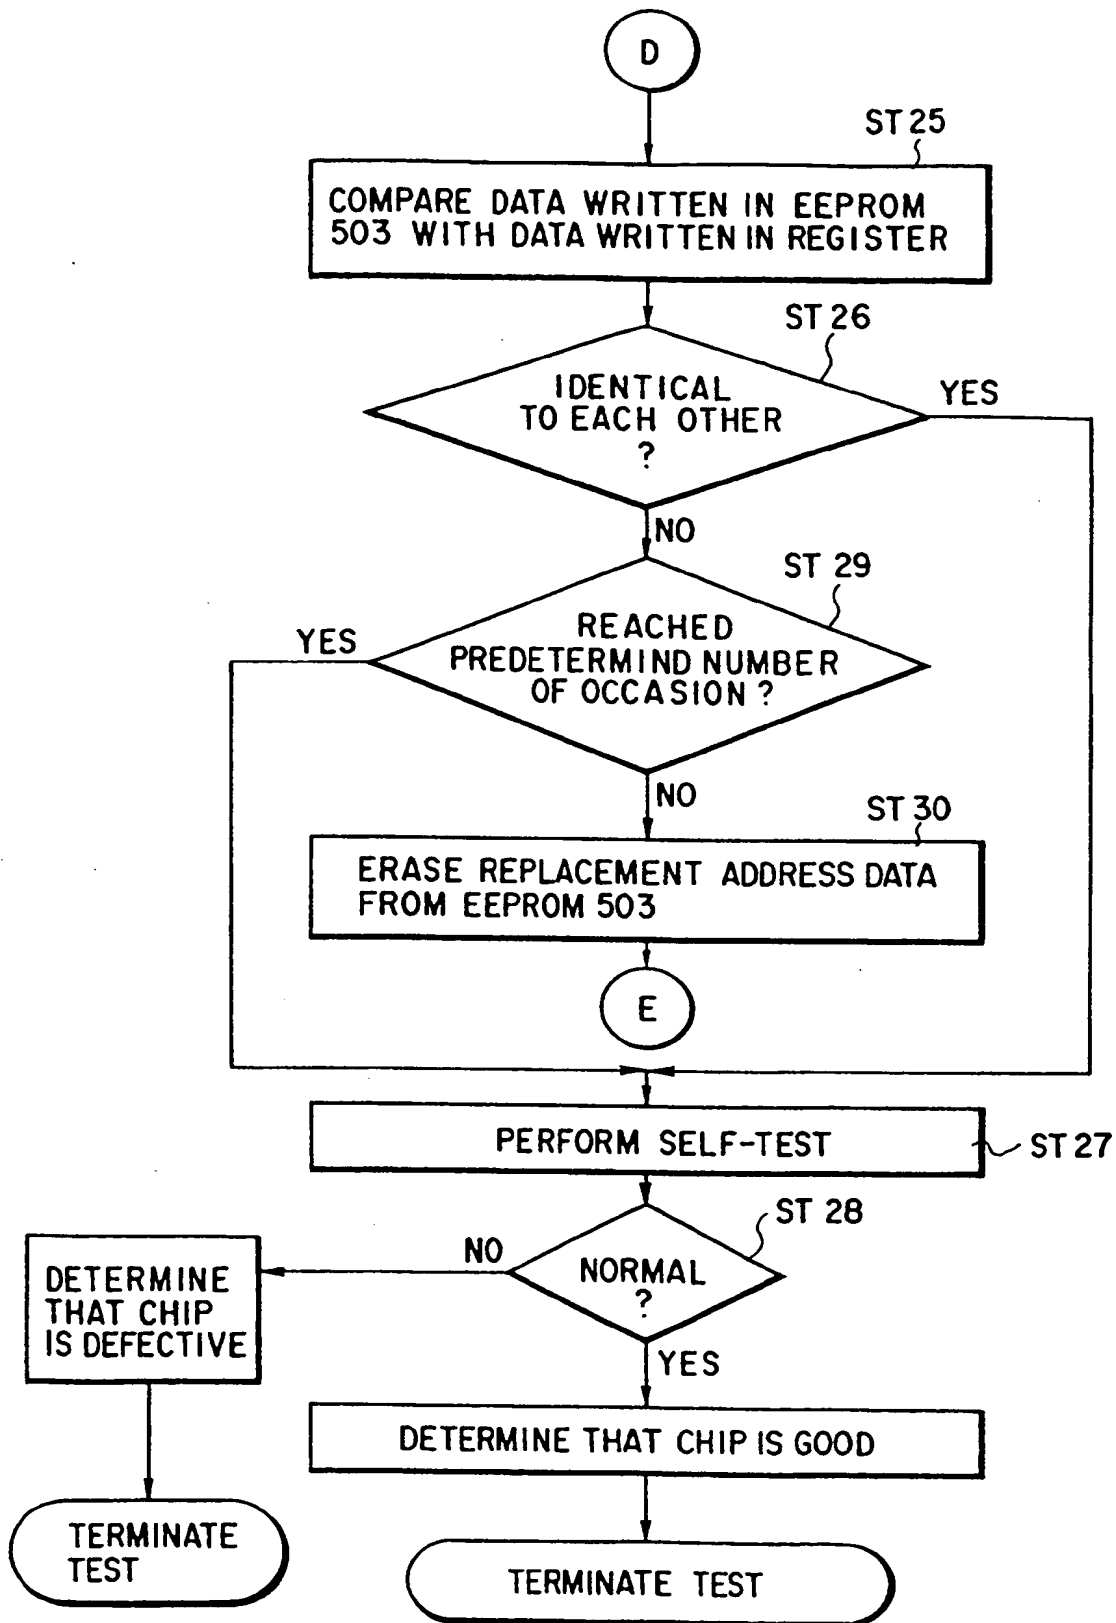 D
ST 25
COMPARE DATA WRITTEN IN EEPROM
503 WITH DATA WRITTEN IN REGISTER
ST 26
IDENTICAL
TO EACH OTHER
?
YES
NO
ST 29
REACHED
PREDETERMIND NUMBER
OF OCCASION ?
YES
NO
ST 30
ERASE REPLACEMENT ADDRESS DATA
FROM EEPROM 503
E
PERFORM SELF-TEST
ST 27
ST 28
NORMAL
?
NO
DETERMINE
THAT CHIP
IS DEFECTIVE
YES
DETERMINE THAT CHIP IS GOOD
TERMINATE
TEST
TERMINATE TEST